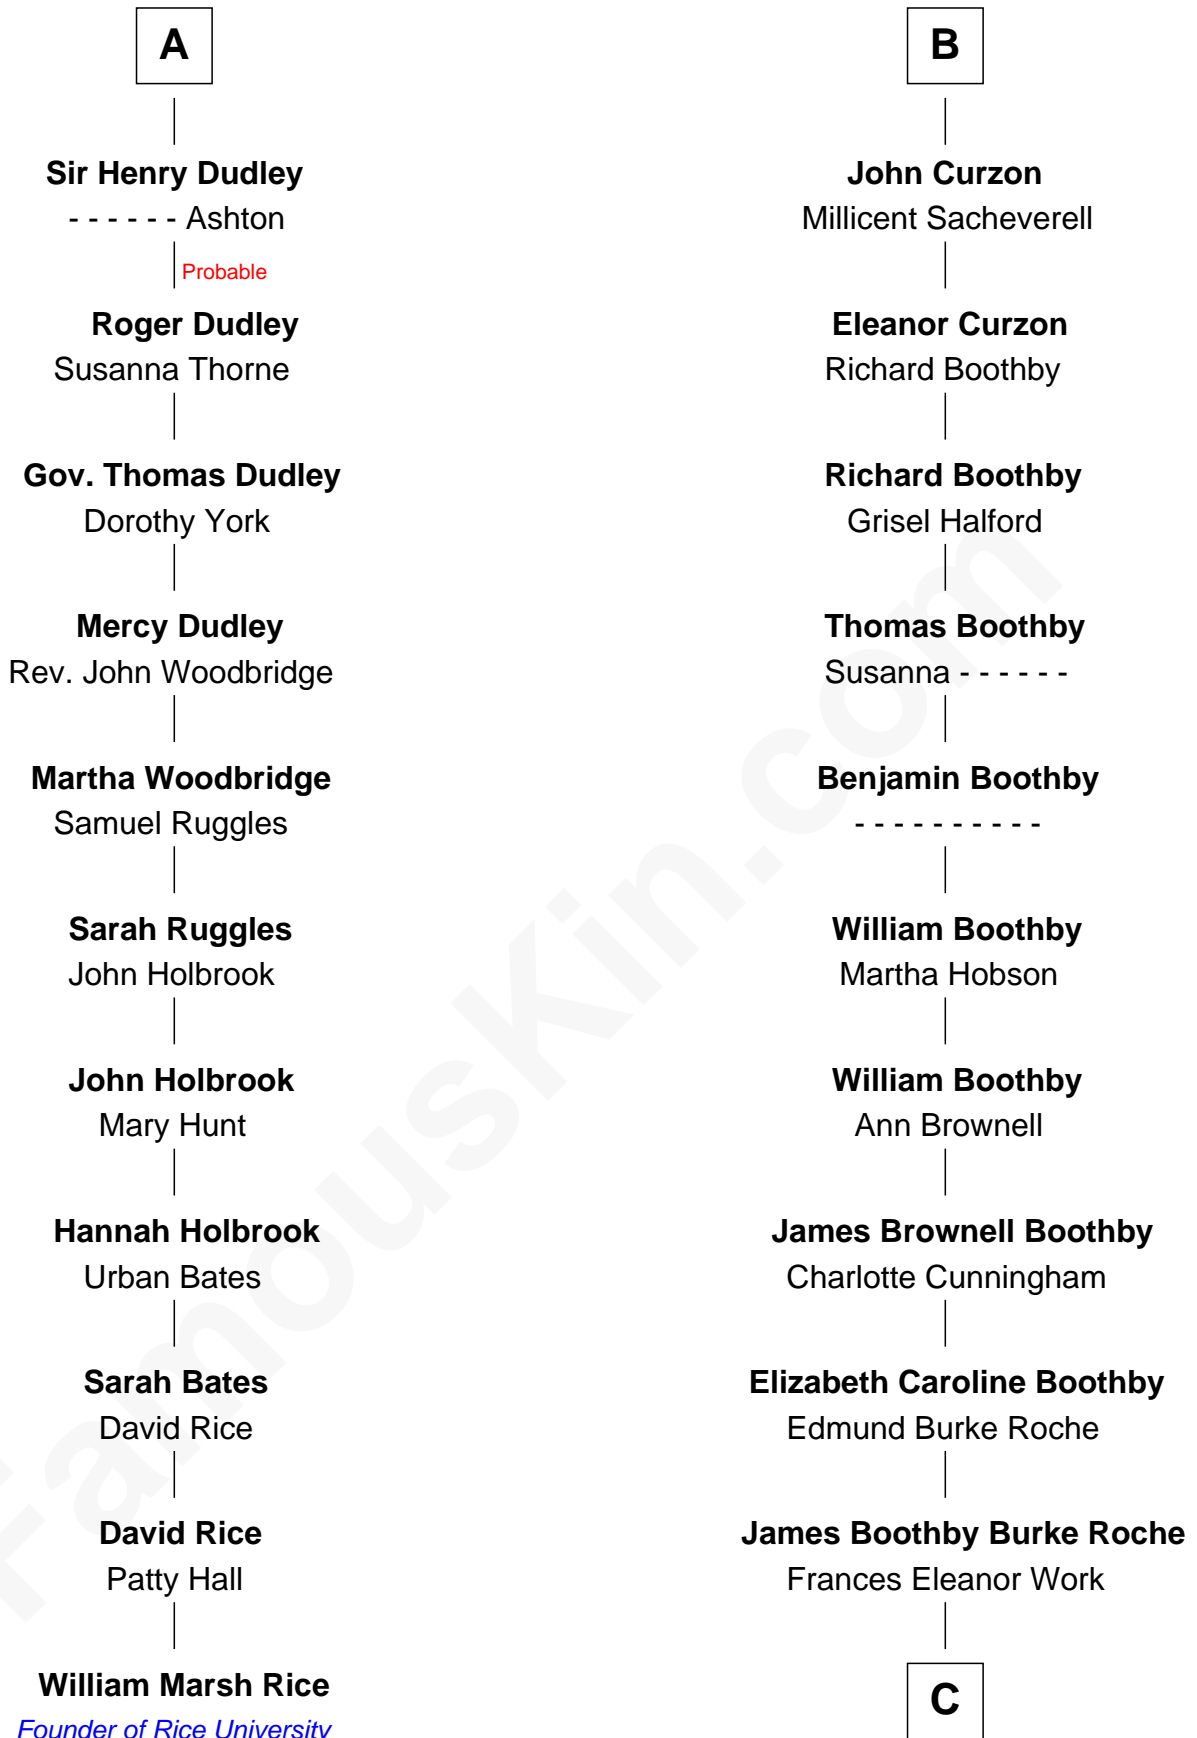 A
Sir Henry Dudley
- - - - - - Ashton
Probable
Roger Dudley
Susanna Thorne
Gov. Thomas Dudley
Dorothy York
Mercy Dudley
Rev. John Woodbridge
Martha Woodbridge
Samuel Ruggles
Sarah Ruggles
John Holbrook
John Holbrook
Mary Hunt
Hannah Holbrook
Urban Bates
Sarah Bates
David Rice
David Rice
Patty Hall
William Marsh Rice
Founder of Rice University
B
John Curzon
Millicent Sacheverell
Eleanor Curzon
Richard Boothby
Richard Boothby
Grisel Halford
Thomas Boothby
Susanna - - - - - -
Benjamin Boothby
- - - - - - - - - -
William Boothby
Martha Hobson
William Boothby
Ann Brownell
James Brownell Boothby
Charlotte Cunningham
Elizabeth Caroline Boothby
Edmund Burke Roche
James Boothby Burke Roche
Frances Eleanor Work
C
FamousKin.com